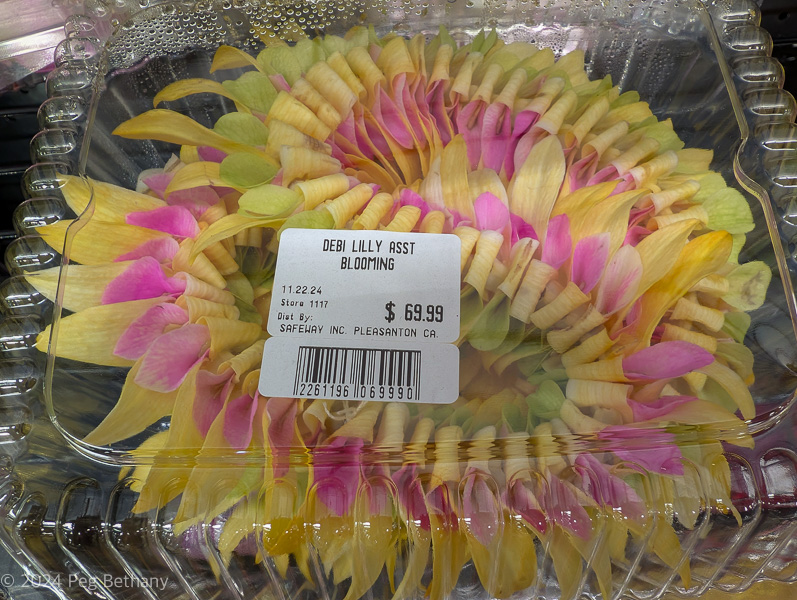 DEBI LILLY ASST
BLOOMING
11.22.24
Store 1117
$ 69.99
Dist By:
SAFEWAY INC. PLEASANTON CA.
2261196 069990
© 2024 Peg Bethany